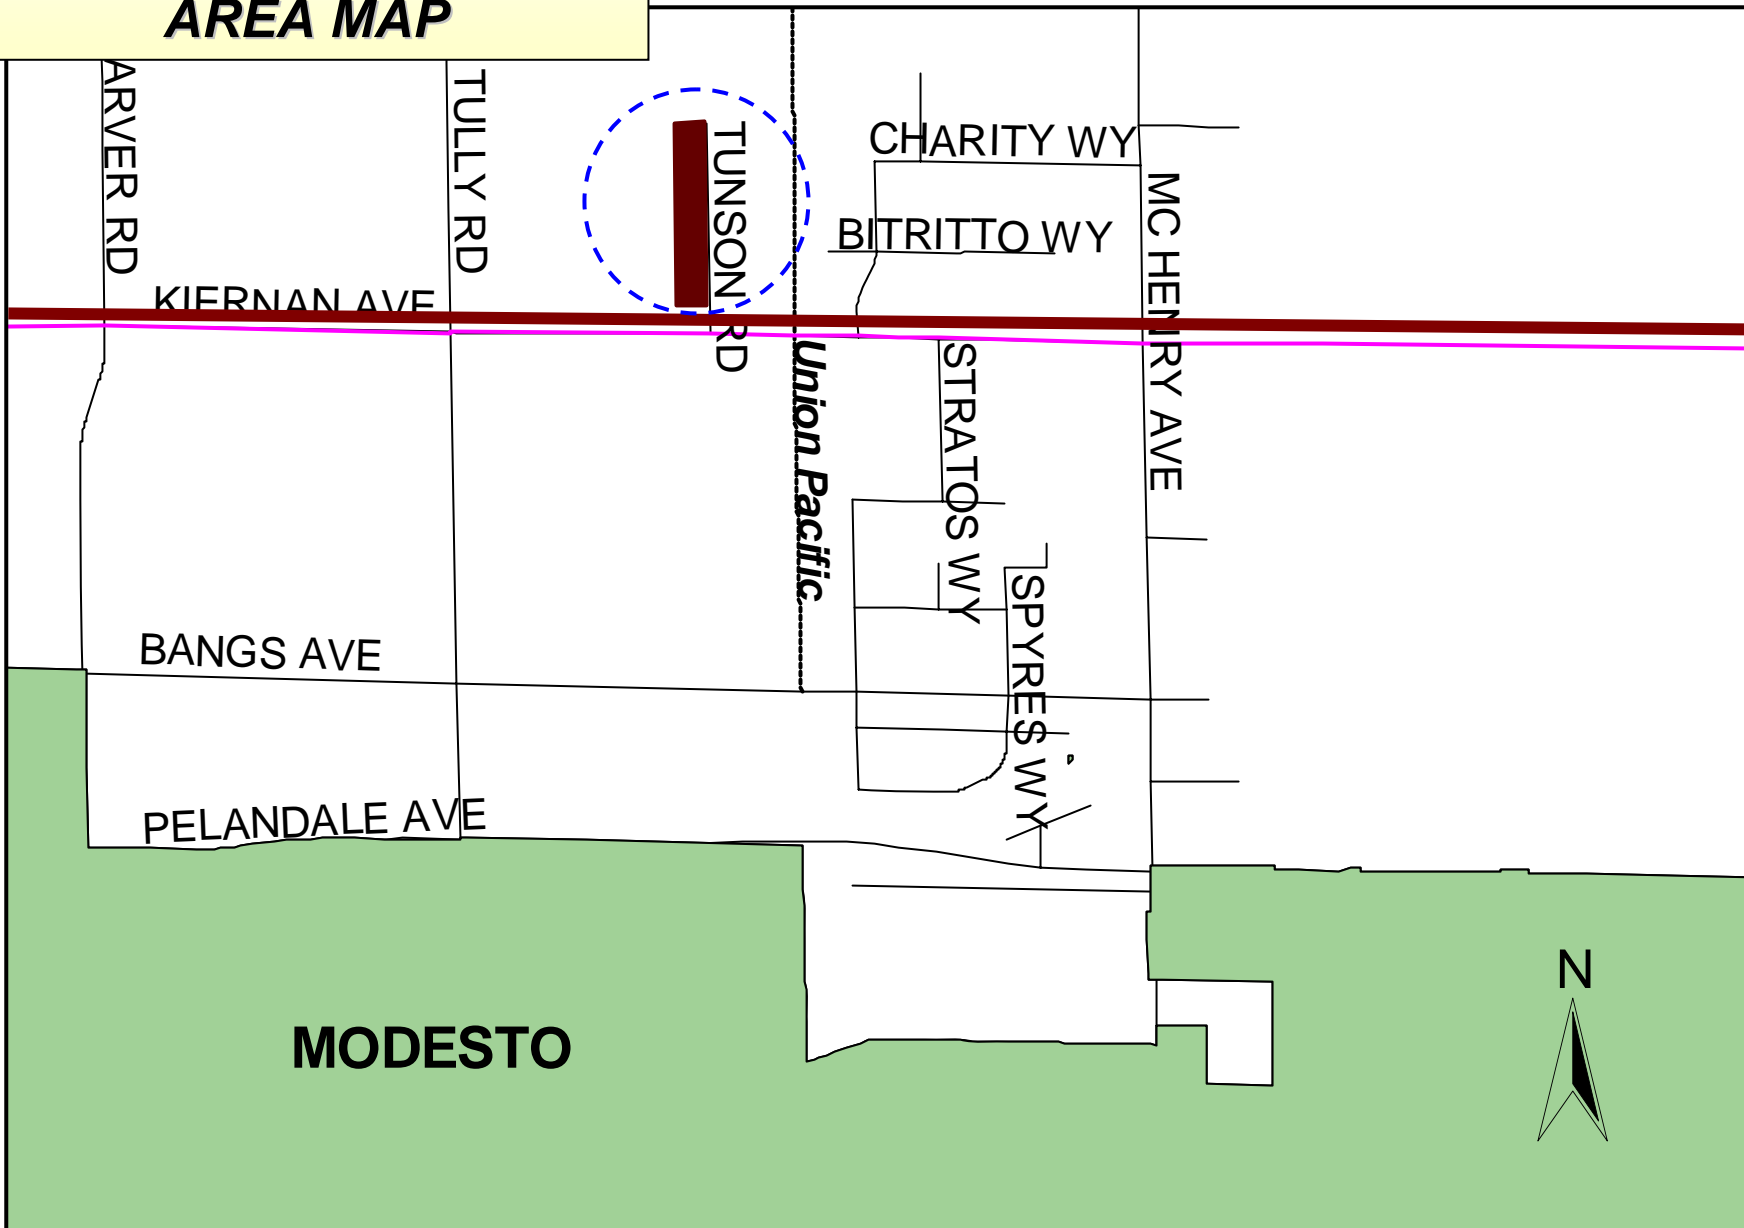 AREA MAP
ARVER RD
TULLY RD
TUNSON RD
CHARITY WY
BITRITTO WY
MC HENRY AVE
KIERNAN AVE
Union Pacific
STRATOS WY
SPYRES WY
BANGS AVE
PELANDALE AVE
MODESTO
N